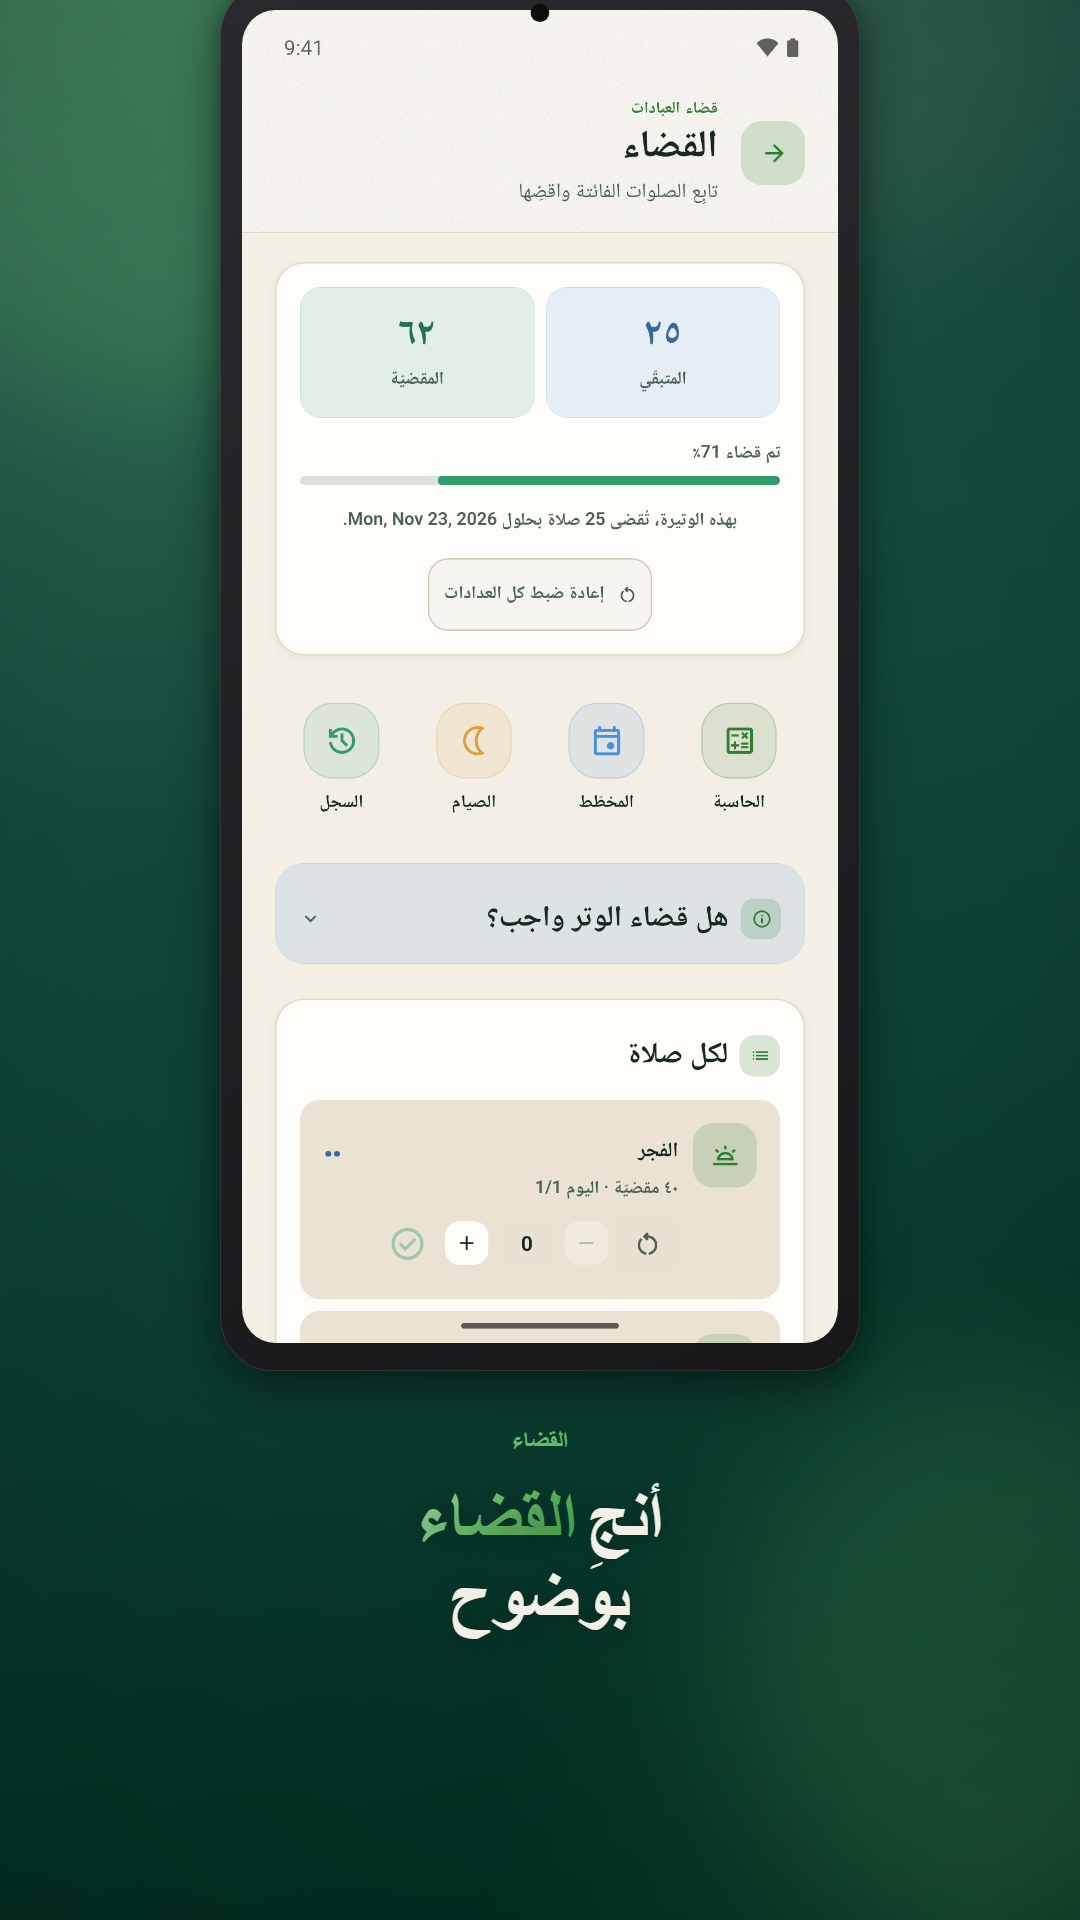 9:41
قضاء العبادات
القضاء
تابِع الصلوات الفائتة واقضِها
٢٥
المتبقّي
٦٢
المقضيّة
تم قضاء 71٪
بهذه الوتيرة، تُقضى 25 صلاة بحلول Mon, Nov 23, 2026.
إعادة ضبط كل العدادات
الحاسبة
المخطّط
الصيام
السجل
هل قضاء الوتر واجب؟
لكل صلاة
الفجر
٤٠ مقضيّة · اليوم 1/1
0
القضاء
أنجِ القضاء
بوضوح